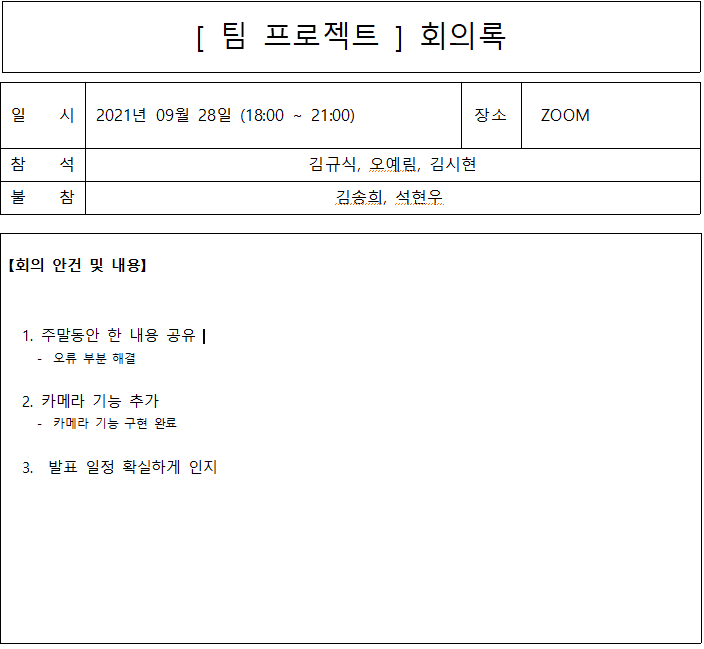 [ 팀 프로젝트 ] 회의록
일 시 2021년 09월 28일 (18:00 ~ 21:00) 장소 ZOOM
참 석 김규식, 오예림, 김시현
불 참 김송희, 석현우
【회의 안건 및 내용】
1. 주말동안 한 내용 공유
- 오류 부분 해결
2. 카메라 기능 추가
- 카메라 기능 구현 완료
3. 발표 일정 확실하게 인지